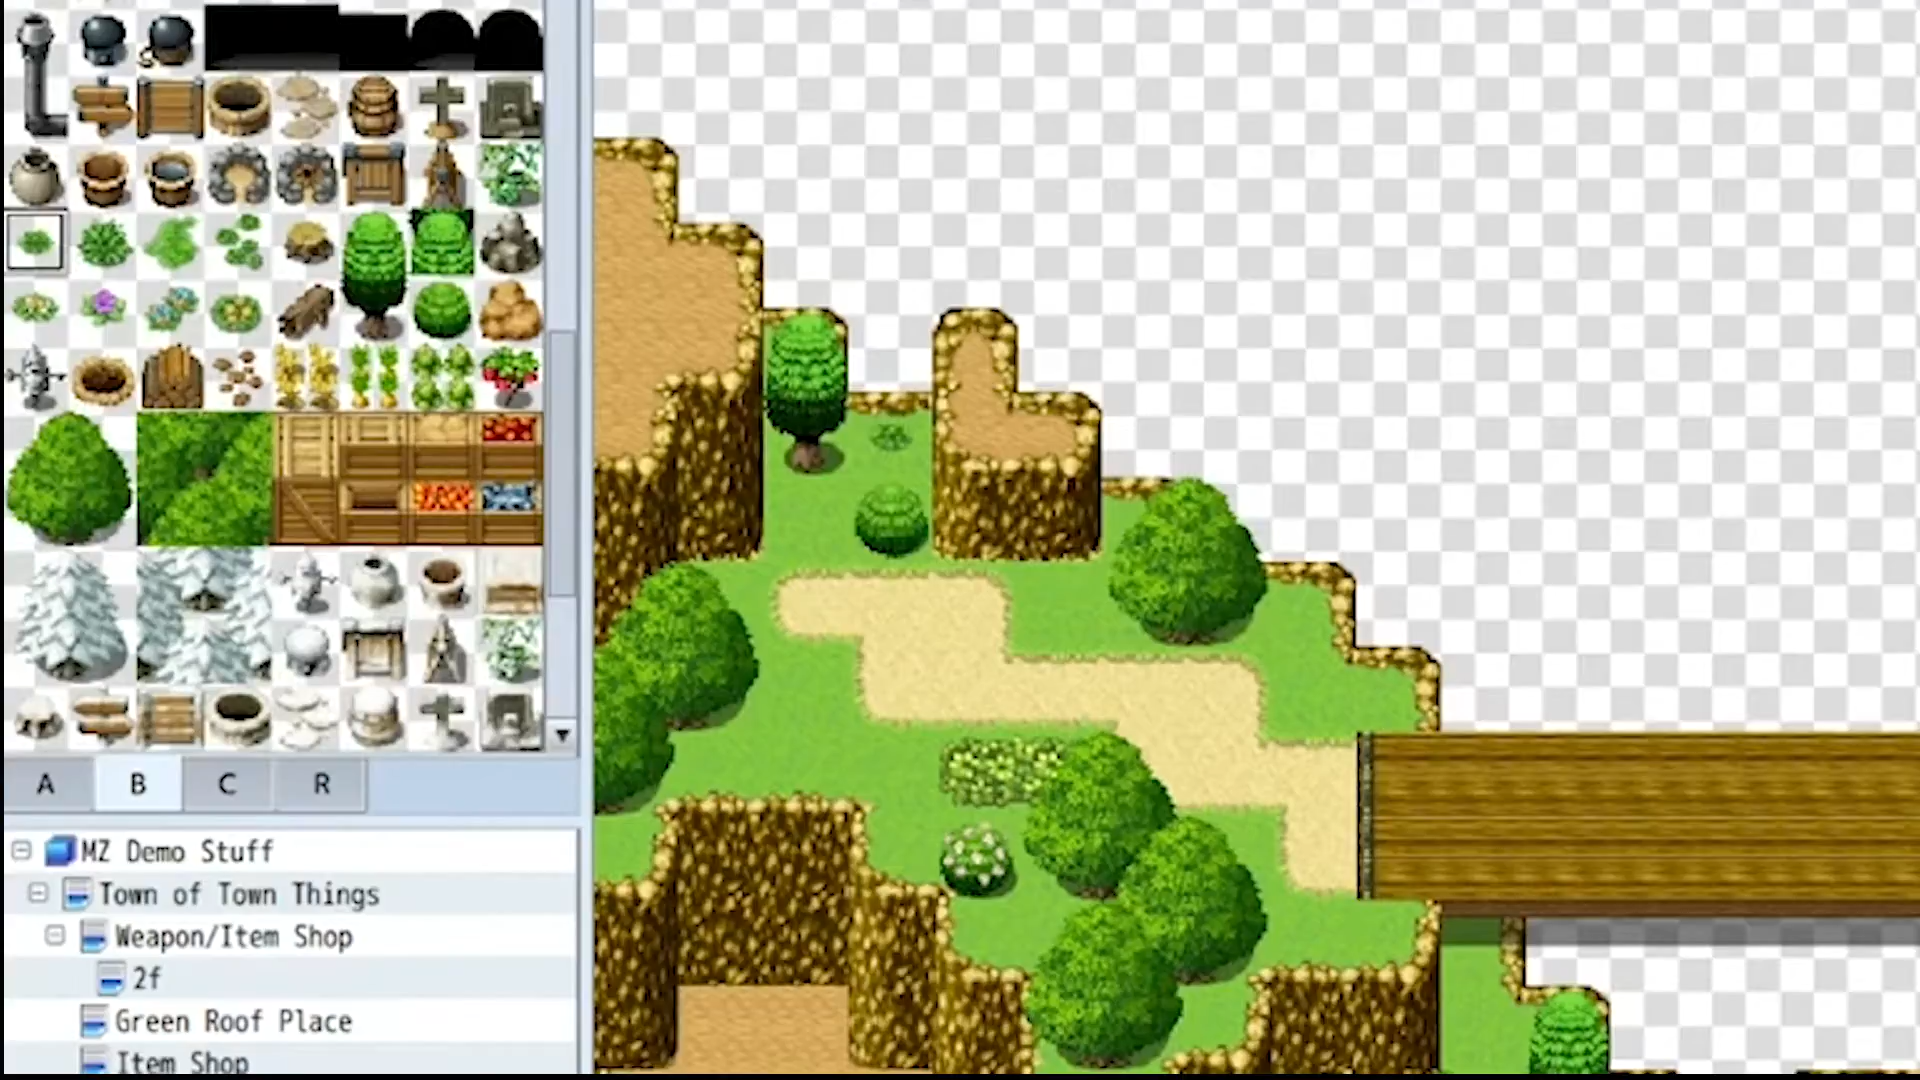 A B C R
MZ Demo Stuff
Town of Town Things
Weapon/Item Shop
2f
Green Roof Place
Item Shop